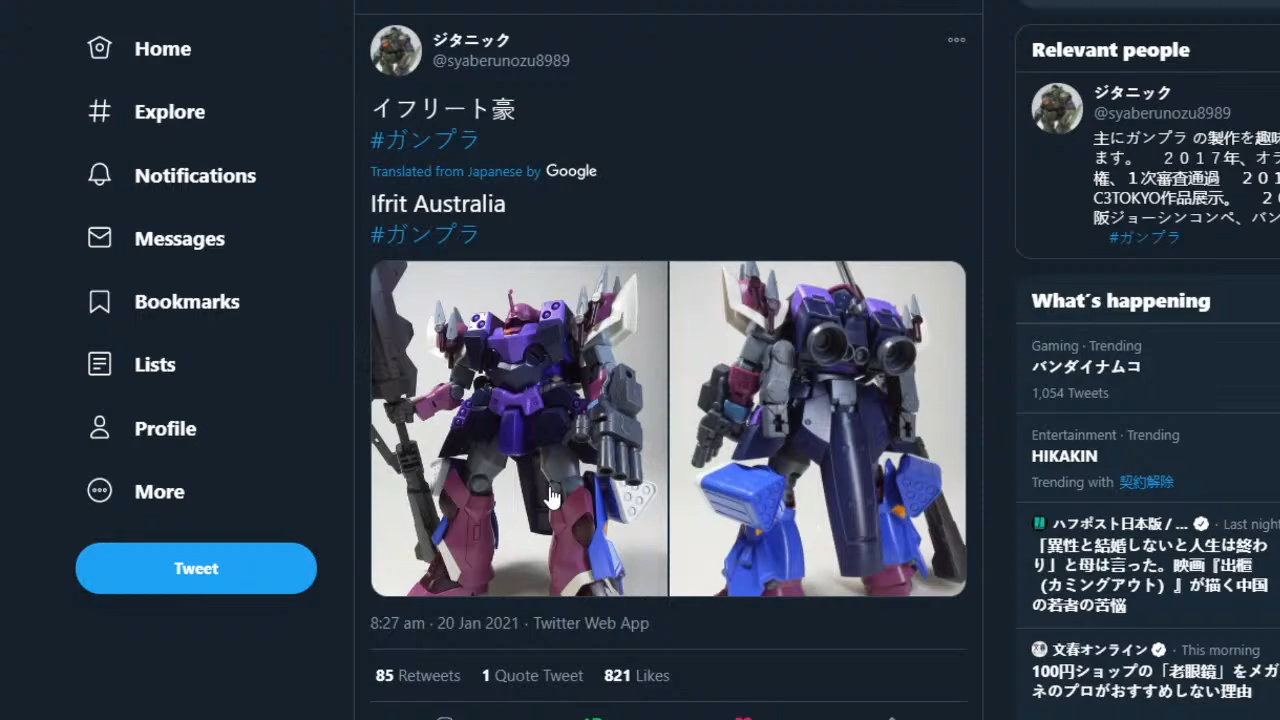 Home
Explore
Notifications
Messages
Bookmarks
Lists
Profile
More
Tweet
ジタニック
@syaberunozu8989
イフリート豪
#ガンプラ
Translated from Japanese by Google
Ifrit Australia
#ガンプラ
8:27 am · 20 Jan 2021 · Twitter Web App
85 Retweets 1 Quote Tweet 821 Likes
Relevant people
ジタニック
@syaberunozu8989
主にガンプラ の製作を趣味
ます。 2017年、オラ
権、1次審査通過 201
C3TOKYO作品展示。 20
阪ジョーシンコンペ、バン
#ガンプラ
What's happening
Gaming · Trending
バンダイナムコ
1,054 Tweets
Entertainment · Trending
HIKAKIN
Trending with 契約解除
ハフポスト日本版 / ... · Last night
「異性と結婚しないと人生は終わ
り」と母は言った。映画『出櫃
（カミングアウト）』が描く中国
の若者の苦悩
文春オンライン · This morning
100円ショップの「老眼鏡」をメガ
ネのプロがおすすめしない理由